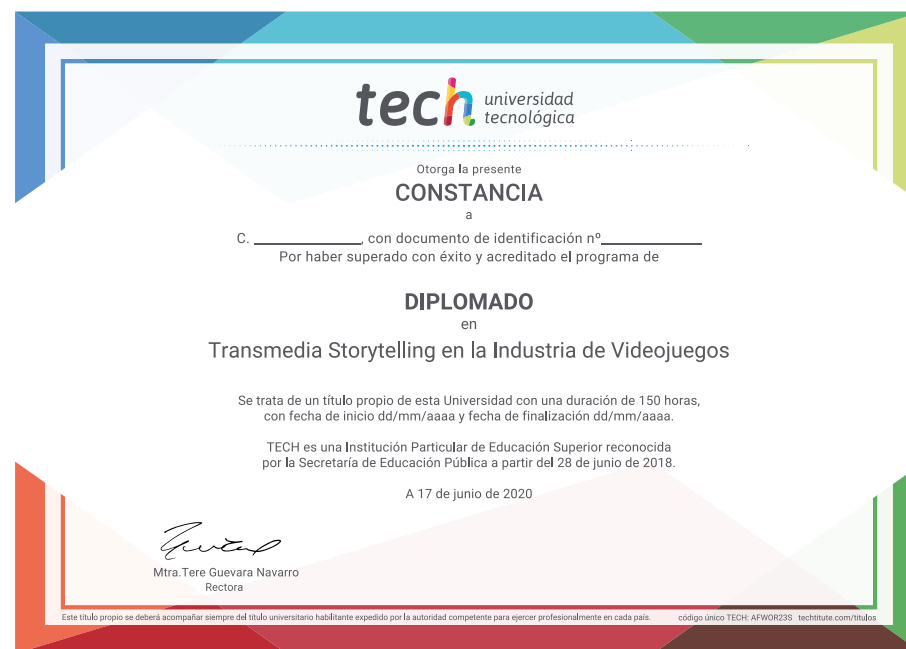 tech universidad
tecnológica
Otorga la presente
CONSTANCIA
a
C. ____________, con documento de identificación nº____________
Por haber superado con éxito y acreditado el programa de
DIPLOMADO
en
Transmedia Storytelling en la Industria de Videojuegos
Se trata de un título propio de esta Universidad con una duración de 150 horas,
con fecha de inicio dd/mm/aaaa y fecha de finalización dd/mm/aaaa.
TECH es una Institución Particular de Educación Superior reconocida
por la Secretaría de Educación Pública a partir del 28 de junio de 2018.
A 17 de junio de 2020
Mtra.Tere Guevara Navarro
Rectora
Este título propio se deberá acompañar siempre del título universitario habilitante expedido por la autoridad competente para ejercer profesionalmente en cada país. código único TECH: AFWOR23S techtitute.com/titulos